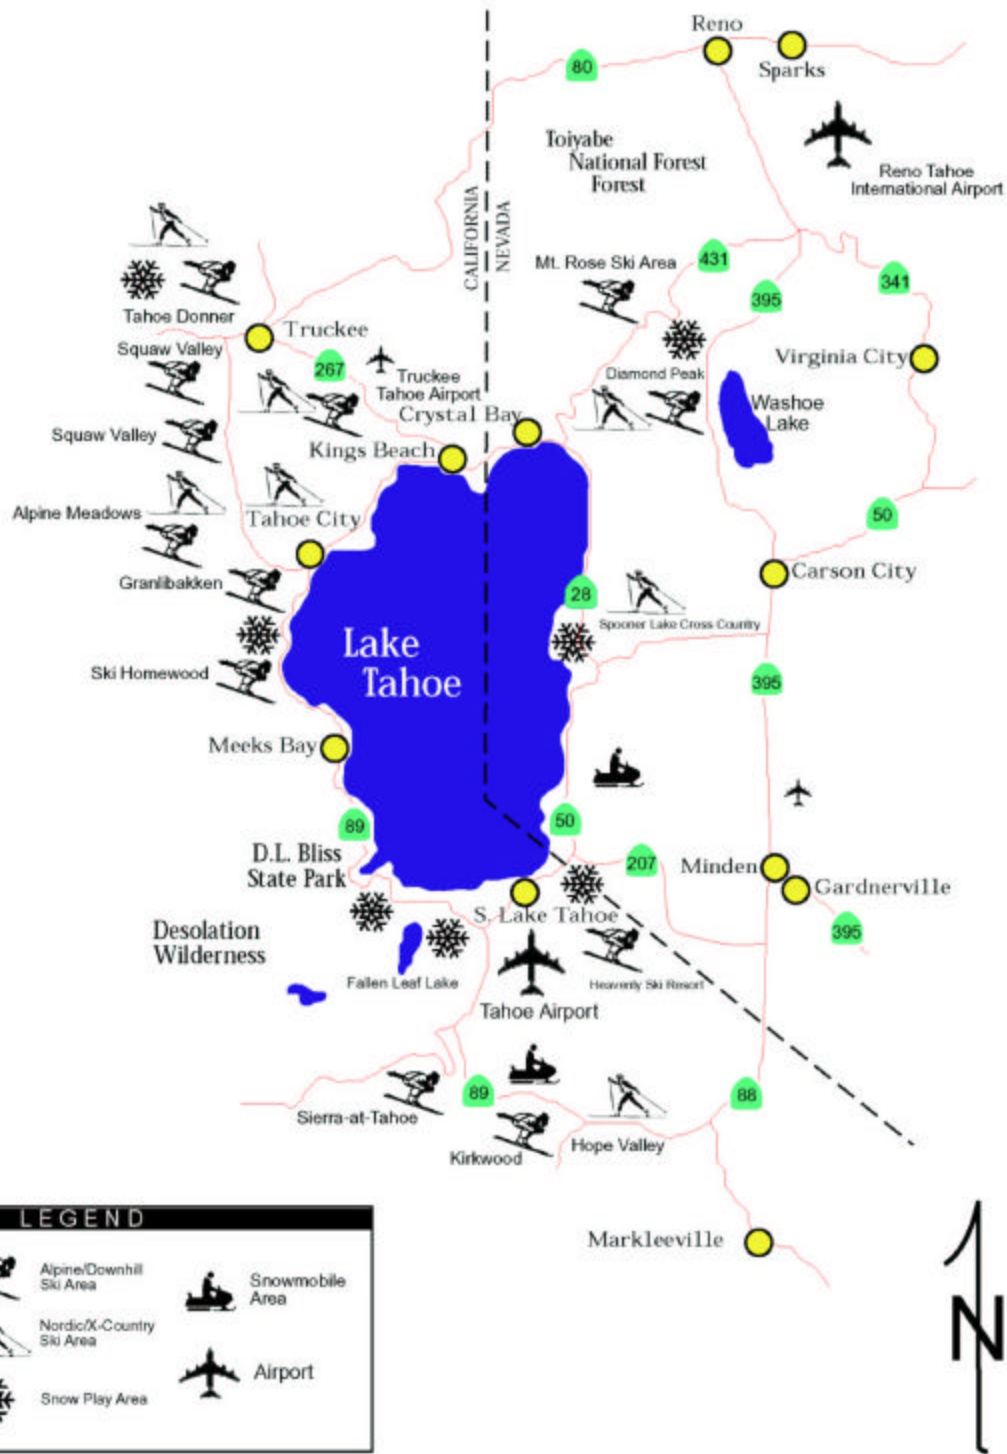 Reno
Sparks
80
Toiyabe
National Forest
Forest
Reno Tahoe
International Airport
CALIFORNIA
NEVADA
431
Mt. Rose Ski Area
341
395
Tahoe Donner
Truckee
Squaw Valley
267
Truckee
Tahoe Airport
Diamond Peak
Virginia City
Washoe
Lake
Crystal Bay
Kings Beach
Squaw Valley
Alpine Meadows
Tahoe City
50
Granlibakken
Carson City
28
Spooner Lake Cross Country
Lake
Tahoe
Ski Homewood
395
Meeks Bay
89
50
D.L. Bliss
State Park
207
Minden
Gardnerville
S. Lake Tahoe
395
Desolation
Wilderness
Fallen Leaf Lake
Heavenly Ski Resort
Tahoe Airport
89
88
Sierra-at-Tahoe
Kirkwood
Hope Valley
Markleeville
LEGEND
Alpine/Downhill
Ski Area
Snowmobile
Area
Nordic/X-Country
Ski Area
Airport
Snow Play Area
N